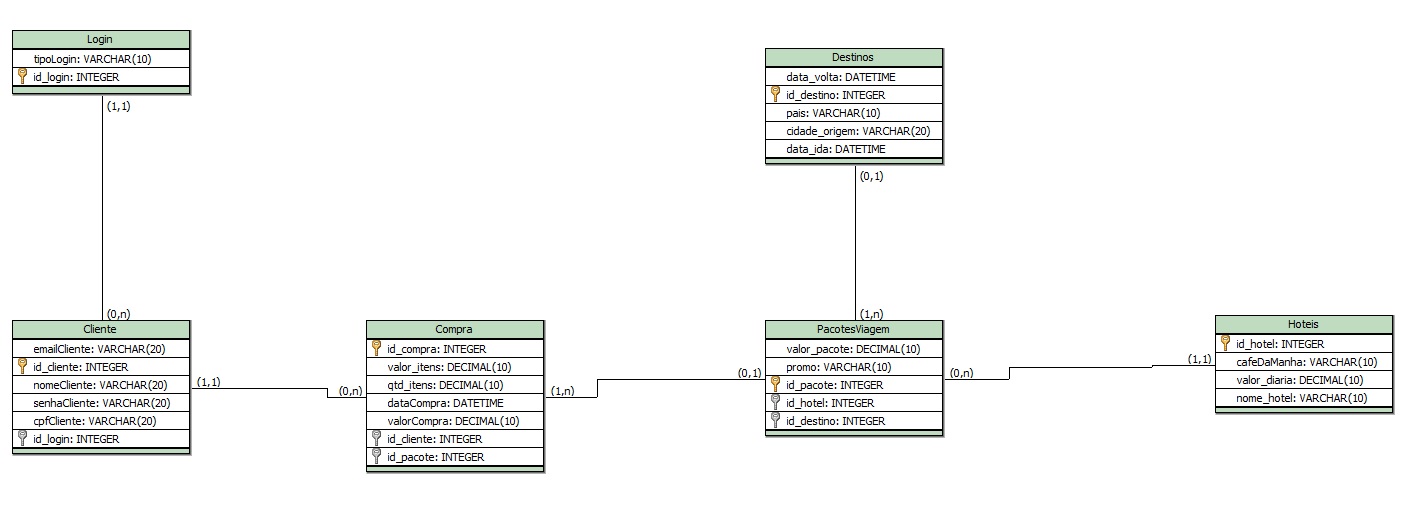 Login
tipoLogin: VARCHAR(10)
id_login: INTEGER
(1,1)
(0,n)
Cliente
emailCliente: VARCHAR(20)
id_cliente: INTEGER
nomeCliente: VARCHAR(20)
senhaCliente: VARCHAR(20)
cpfCliente: VARCHAR(20)
id_login: INTEGER
(1,1)
(0,n)
Compra
id_compra: INTEGER
valor_itens: DECIMAL(10)
qtd_itens: DECIMAL(10)
dataCompra: DATETIME
valorCompra: DECIMAL(10)
id_cliente: INTEGER
id_pacote: INTEGER
(1,n)
(0,1)
Destinos
data_volta: DATETIME
id_destino: INTEGER
pais: VARCHAR(10)
cidade_origem: VARCHAR(20)
data_ida: DATETIME
(0,1)
(1,n)
PacotesViagem
valor_pacote: DECIMAL(10)
promo: VARCHAR(10)
id_pacote: INTEGER
id_hotel: INTEGER
id_destino: INTEGER
(0,n)
(1,1)
Hoteis
id_hotel: INTEGER
cafeDaManha: VARCHAR(10)
valor_diaria: DECIMAL(10)
nome_hotel: VARCHAR(10)